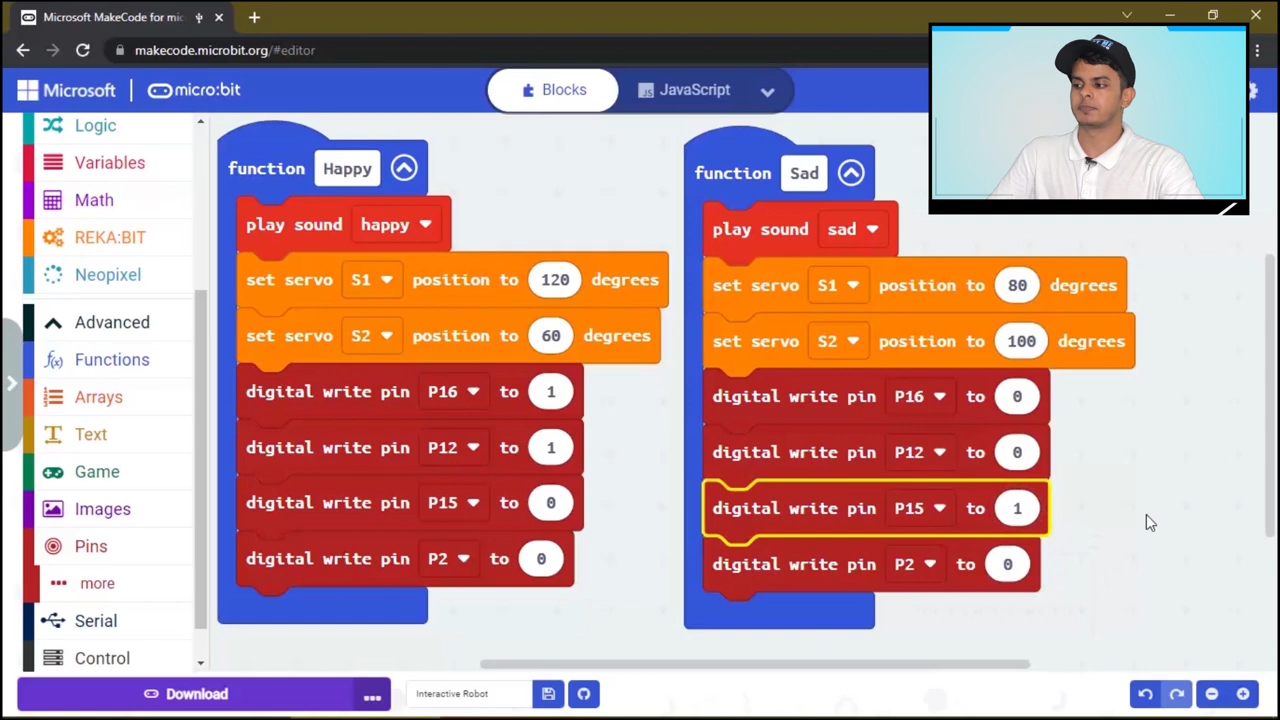 Microsoft MakeCode for mic
makecode.microbit.org/#editor
Microsoft
micro:bit
Blocks
JavaScript
Logic
Variables
Math
REKA:BIT
Neopixel
Advanced
Functions
Arrays
Text
Game
Images
Pins
more
Serial
Control
function Happy
play sound happy
set servo S1 position to 120 degrees
set servo S2 position to 60 degrees
digital write pin P16 to 1
digital write pin P12 to 1
digital write pin P15 to 0
digital write pin P2 to 0
function Sad
play sound sad
set servo S1 position to 80 degrees
set servo S2 position to 100 degrees
digital write pin P16 to 0
digital write pin P12 to 0
digital write pin P15 to 1
digital write pin P2 to 0
Download
Interactive Robot